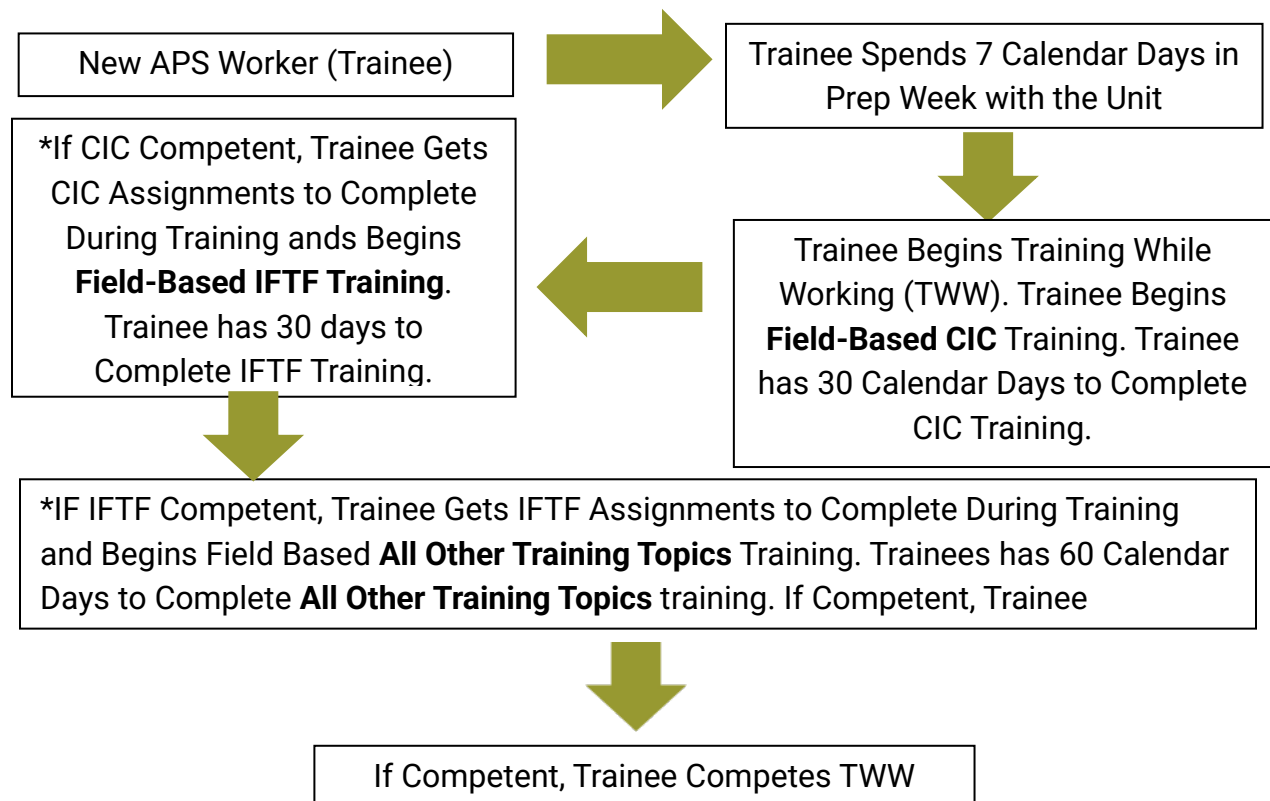 New APS Worker (Trainee)
Trainee Spends 7 Calendar Days in
Prep Week with the Unit
Trainee Begins Training While
Working (TWW). Trainee Begins
Field-Based CIC Training. Trainee
has 30 Calendar Days to Complete
CIC Training.
*If CIC Competent, Trainee Gets
CIC Assignments to Complete
During Training ands Begins
Field-Based IFTF Training.
Trainee has 30 days to
Complete IFTF Training.
*IF IFTF Competent, Trainee Gets IFTF Assignments to Complete During Training
and Begins Field Based All Other Training Topics Training. Trainees has 60 Calendar
Days to Complete All Other Training Topics training. If Competent, Trainee
If Competent, Trainee Competes TWW